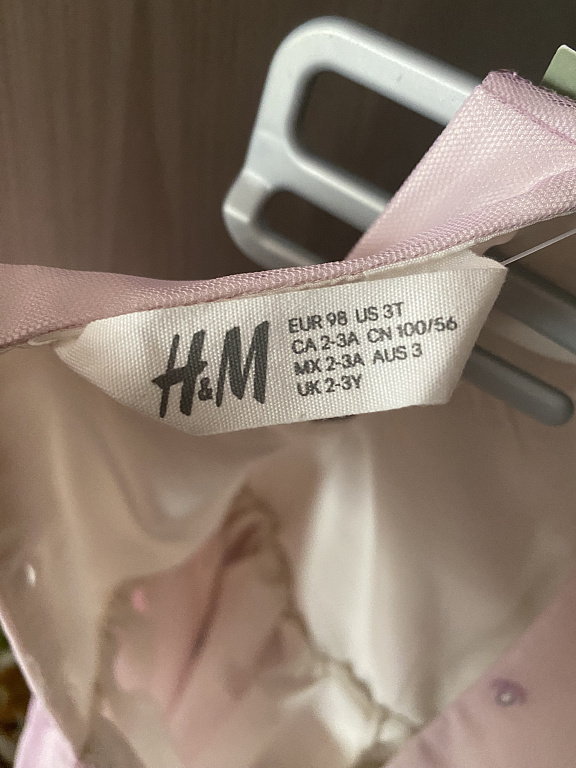 H&M
EUR 98 US 3T
CA 2-3A CN 100/56
MX 2-3A AUS 3
UK 2-3Y